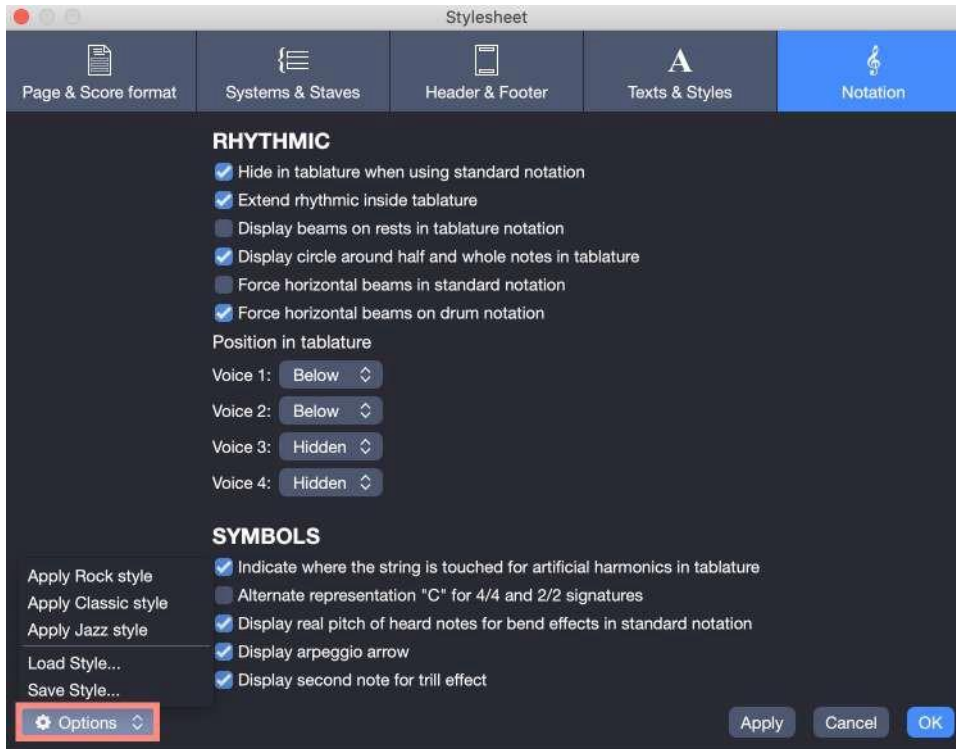 Stylesheet
Page & Score format
Systems & Staves
Header & Footer
A
Texts & Styles
Notation
RHYTHMIC
Hide in tablature when using standard notation
Extend rhythmic inside tablature
Display beams on rests in tablature notation
Display circle around half and whole notes in tablature
Force horizontal beams in standard notation
Force horizontal beams on drum notation
Position in tablature
Voice 1: Below
Voice 2: Below
Voice 3: Hidden
Voice 4: Hidden
SYMBOLS
Indicate where the string is touched for artificial harmonics in tablature
Alternate representation "C" for 4/4 and 2/2 signatures
Display real pitch of heard notes for bend effects in standard notation
Display arpeggio arrow
Display second note for trill effect
Apply Rock style
Apply Classic style
Apply Jazz style
Load Style...
Save Style...
Options
Apply
Cancel
OK